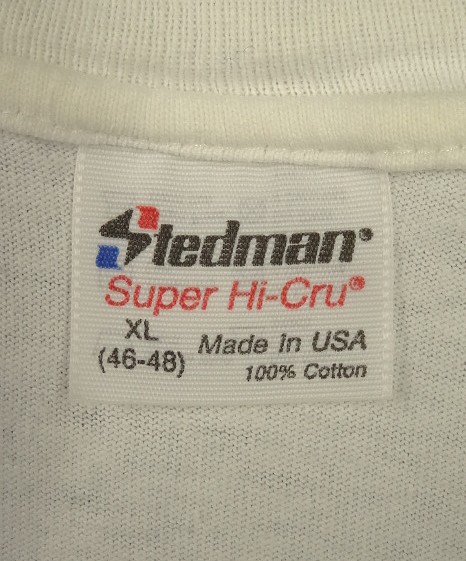 Stedman®
Super Hi-Cru®
XL
(46-48)
Made in USA
100% Cotton